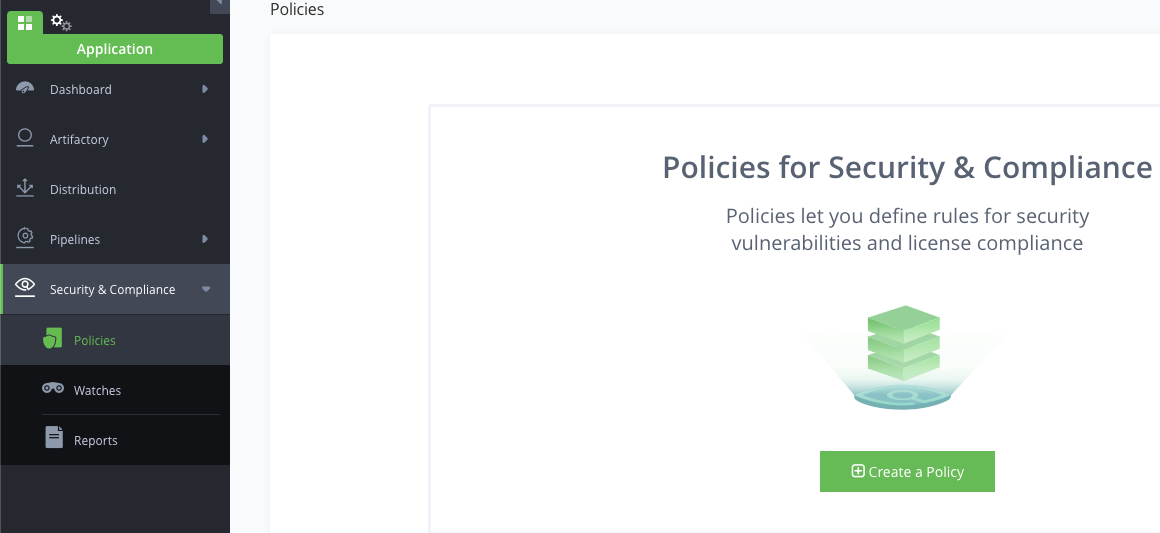 Policies
Application
Dashboard
Artifactory
Distribution
Pipelines
Security & Compliance
Policies
Watches
Reports
Policies for Security & Compliance
Policies let you define rules for security
vulnerabilities and license compliance
Create a Policy